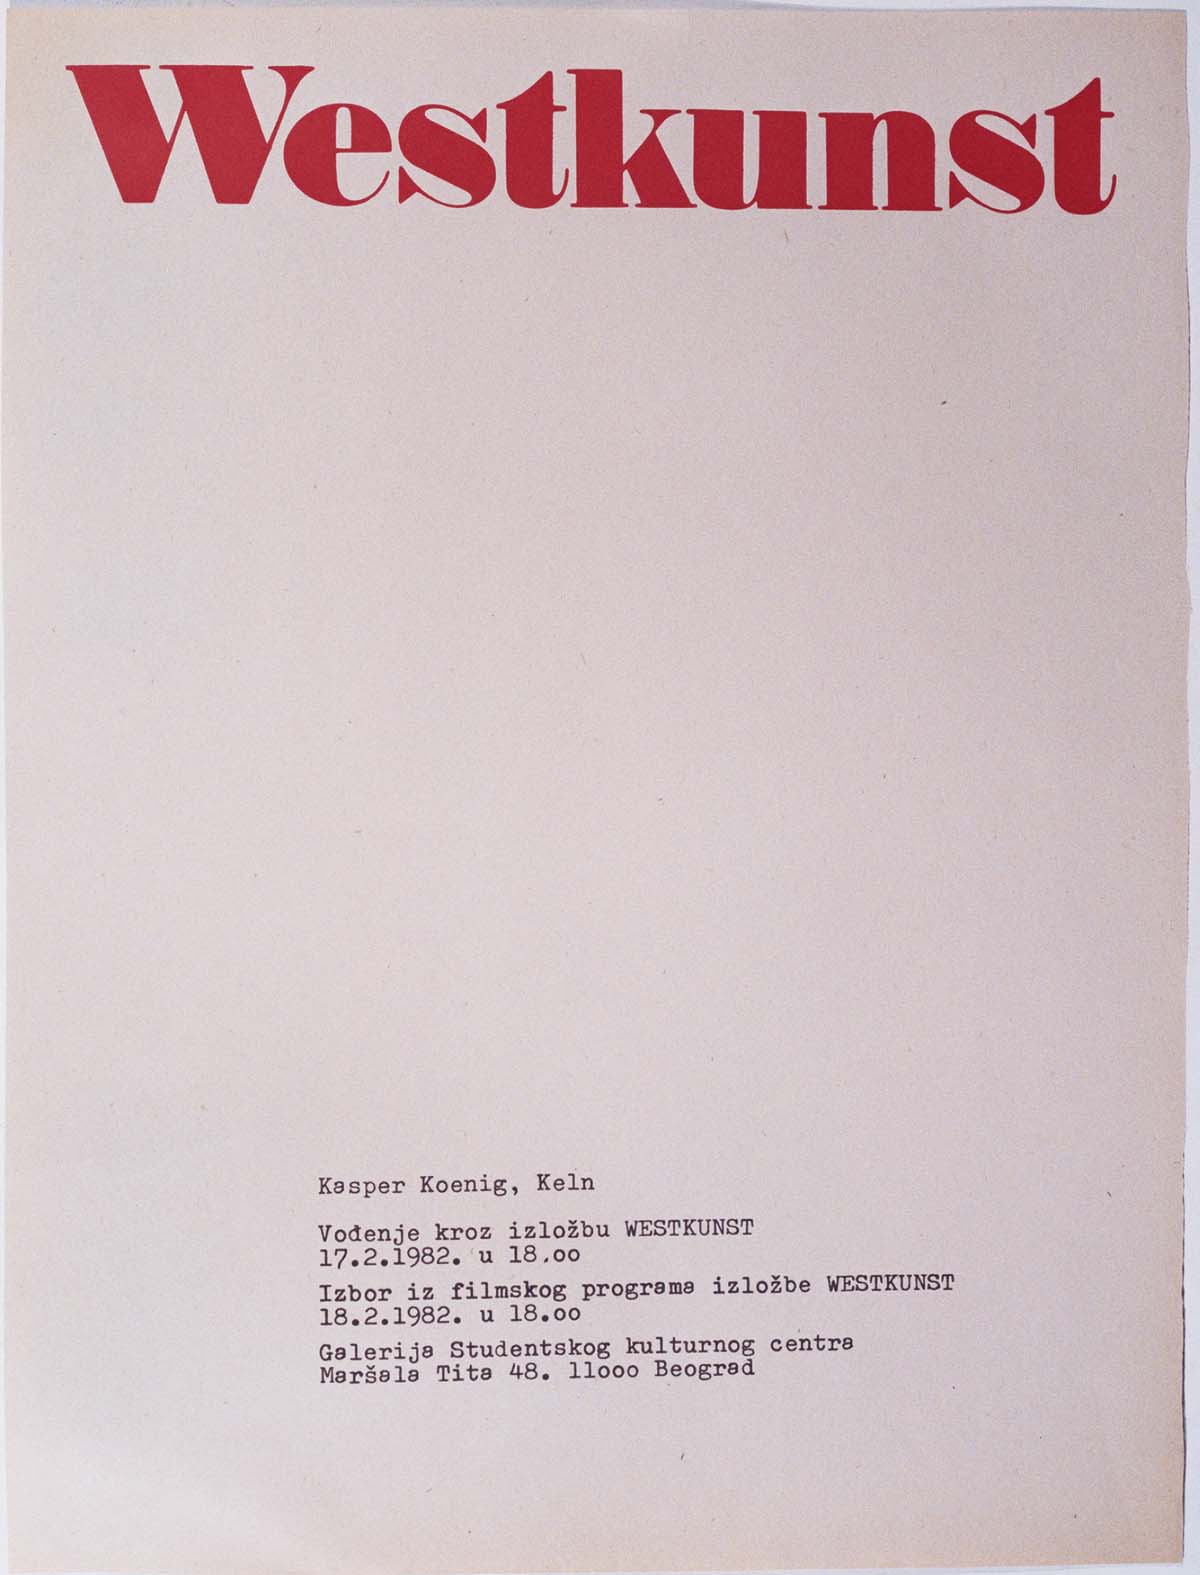 Westkunst
Kasper Koenig, Keln
Vođenje kroz izložbu WESTKUNST
17.2.1982. u 18.oo
Izbor iz filmskog programa izložbe WESTKUNST
18.2.1982. u 18.oo
Galerija Studentskog kulturnog centra
Maršala Tita 48. 11ooo Beograd